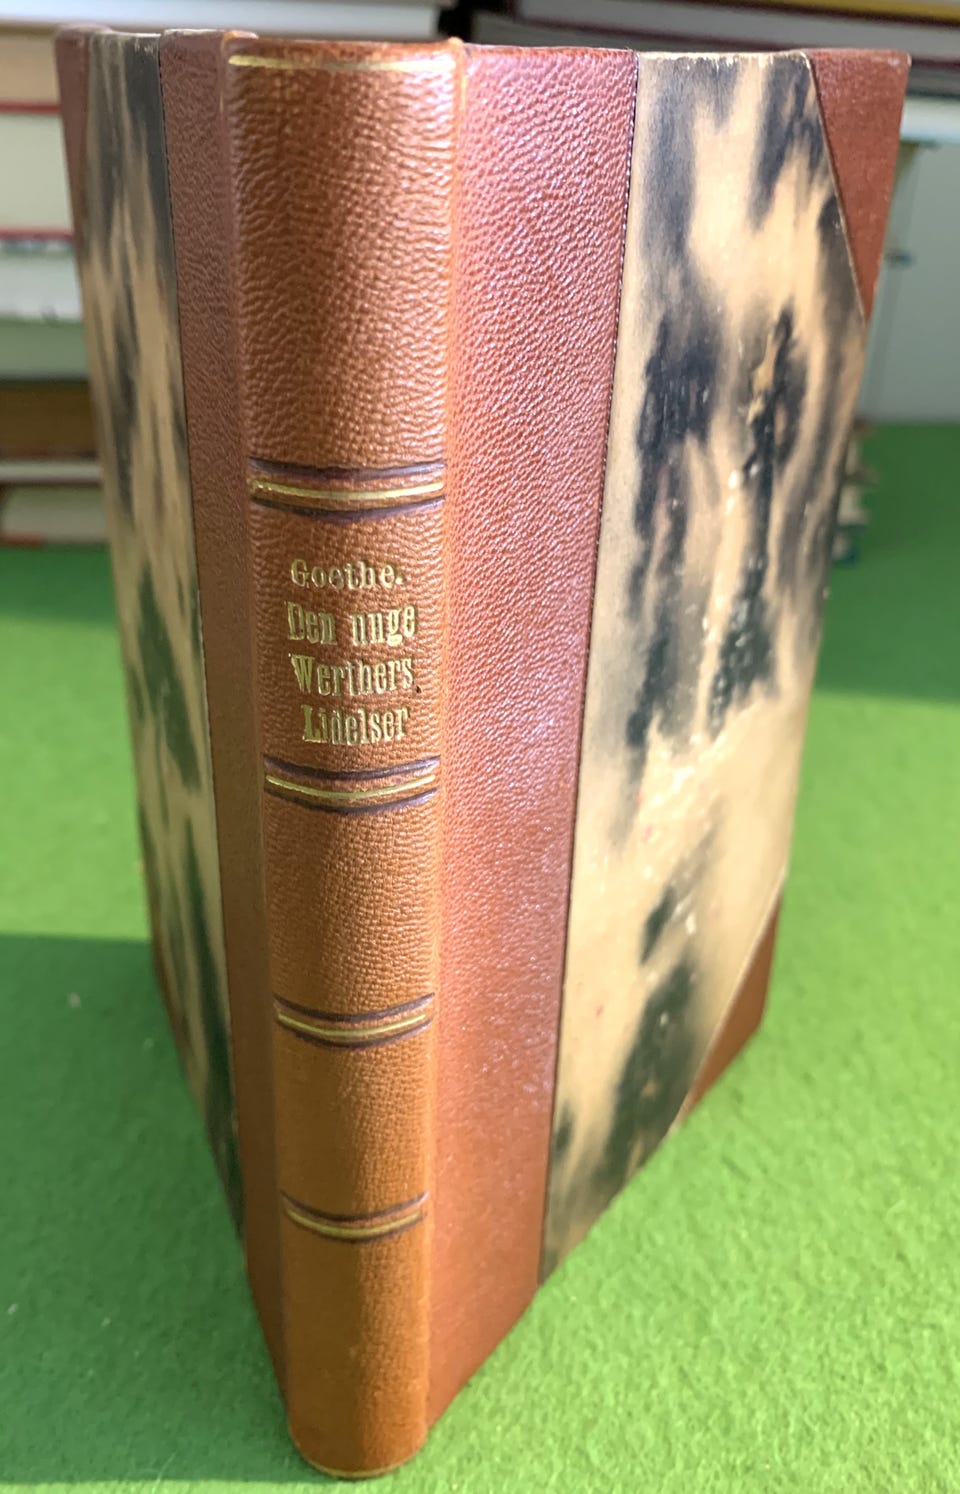 Goethe.
Den unge
Werthers
Lidelser